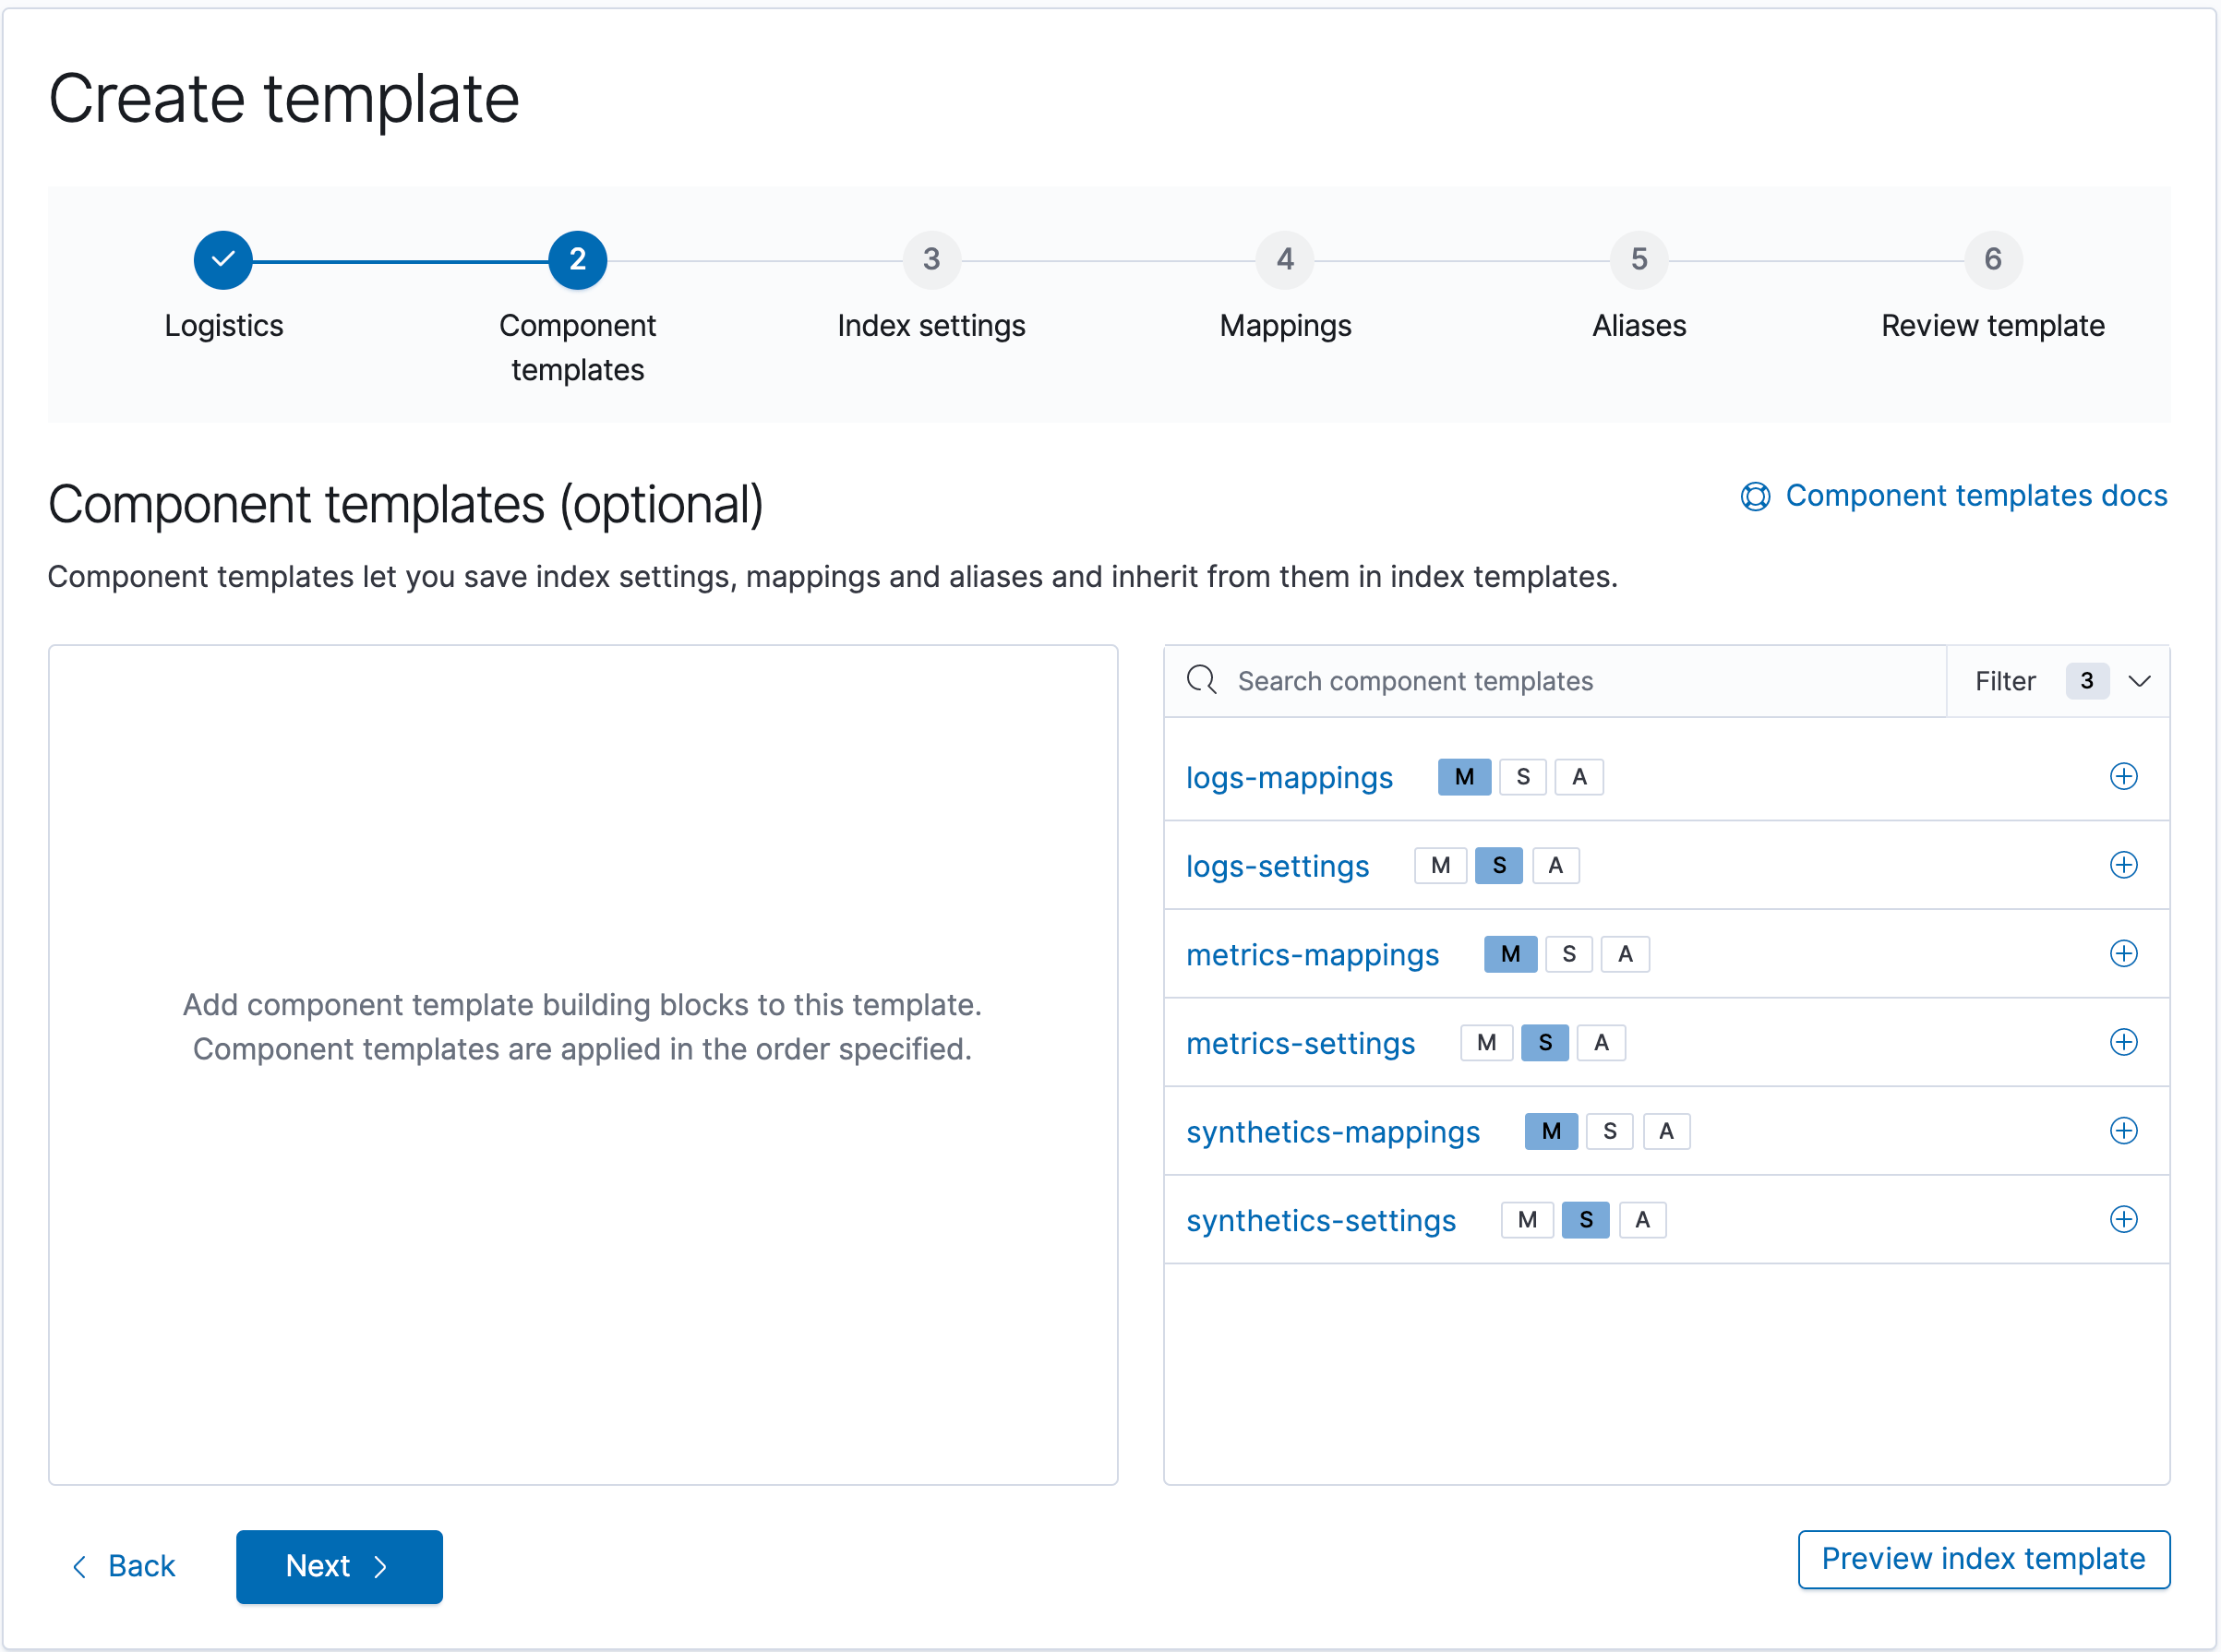 Create template
2
3
4
5
6
Logistics
Component
templates
Index settings
Mappings
Aliases
Review template
Component templates (optional)
Component templates docs
Component templates let you save index settings, mappings and aliases and inherit from them in index templates.
Add component template building blocks to this template.
Component templates are applied in the order specified.
Search component templates
Filter 3
logs-mappings M S A
logs-settings M S A
metrics-mappings M S A
metrics-settings M S A
synthetics-mappings M S A
synthetics-settings M S A
Back
Next
Preview index template